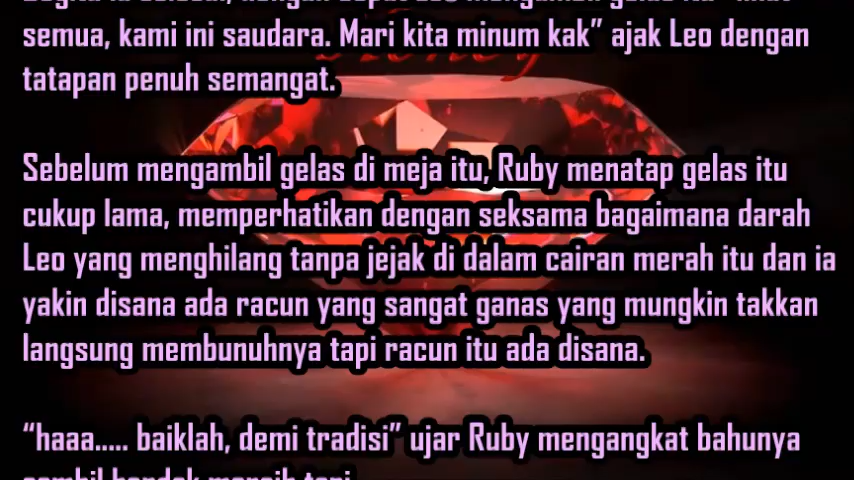 semua, kami ini saudara. Mari kita minum kak” ajak Leo dengan
tatapan penuh semangat.
Sebelum mengambil gelas di meja itu, Ruby menatap gelas itu
cukup lama, memperhatikan dengan seksama bagaimana darah
Leo yang menghilang tanpa jejak di dalam cairan merah itu dan ia
yakin disana ada racun yang sangat ganas yang mungkin takkan
langsung membunuhnya tapi racun itu ada disana.
“haaa..... baiklah, demi tradisi” ujar Ruby mengangkat bahunya